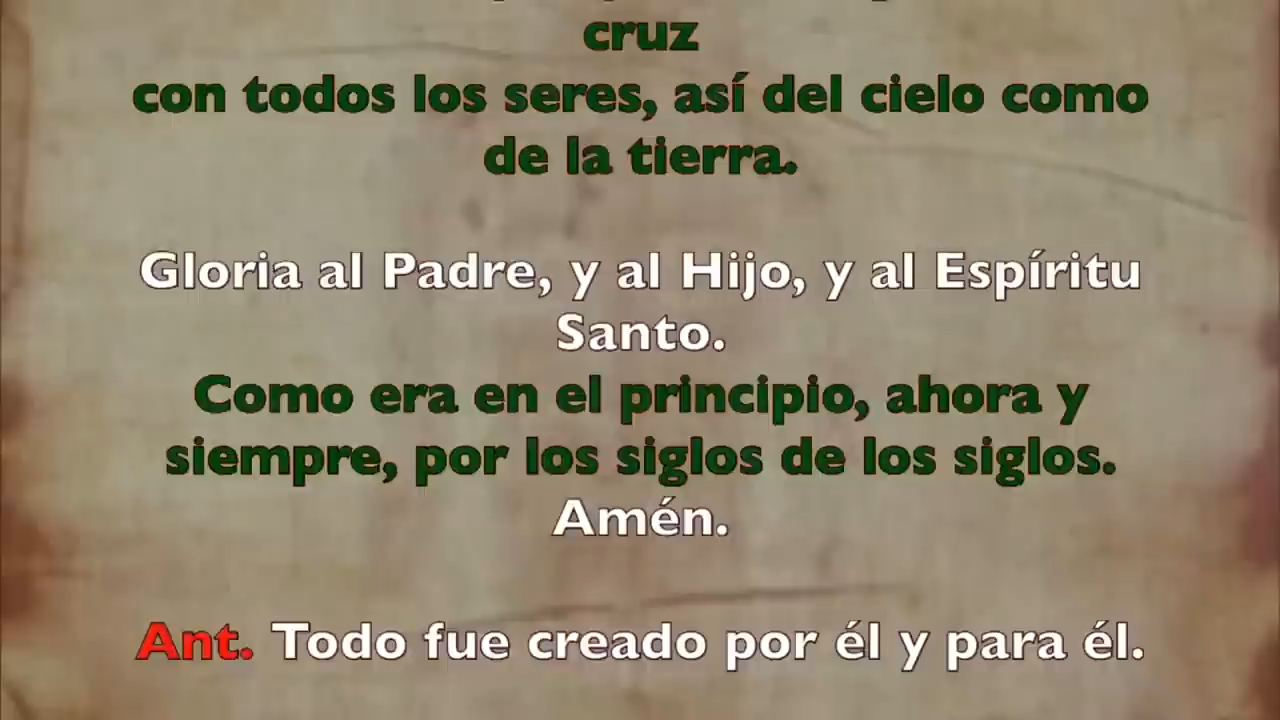 cruz
con todos los seres, así del cielo como
de la tierra.
Gloria al Padre, y al Hijo, y al Espíritu
Santo.
Como era en el principio, ahora y
siempre, por los siglos de los siglos.
Amén.
Ant. Todo fue creado por él y para él.